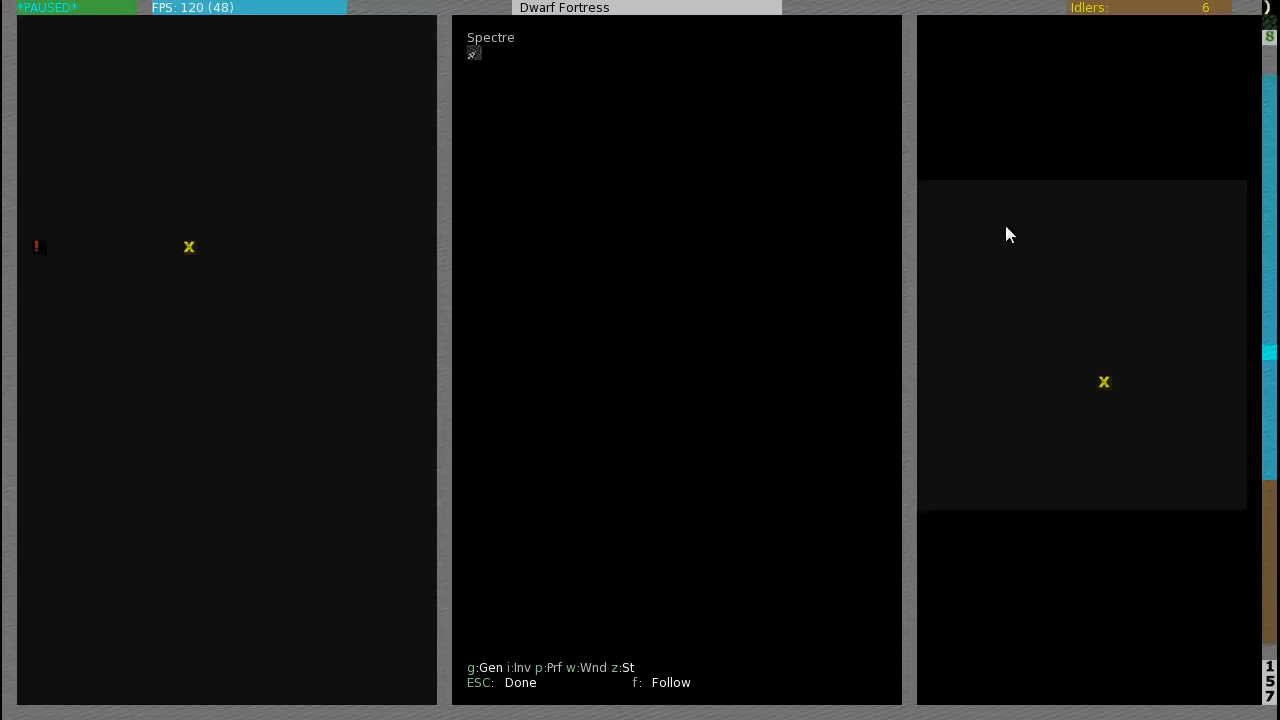 *PAUSED* FPS: 120 (48) Dwarf Fortress Idlers: 6
8
Spectre
! X
X
g:Gen i:Inv p:Prf w:Wnd z:St
ESC: Done f: Follow
1
5
7